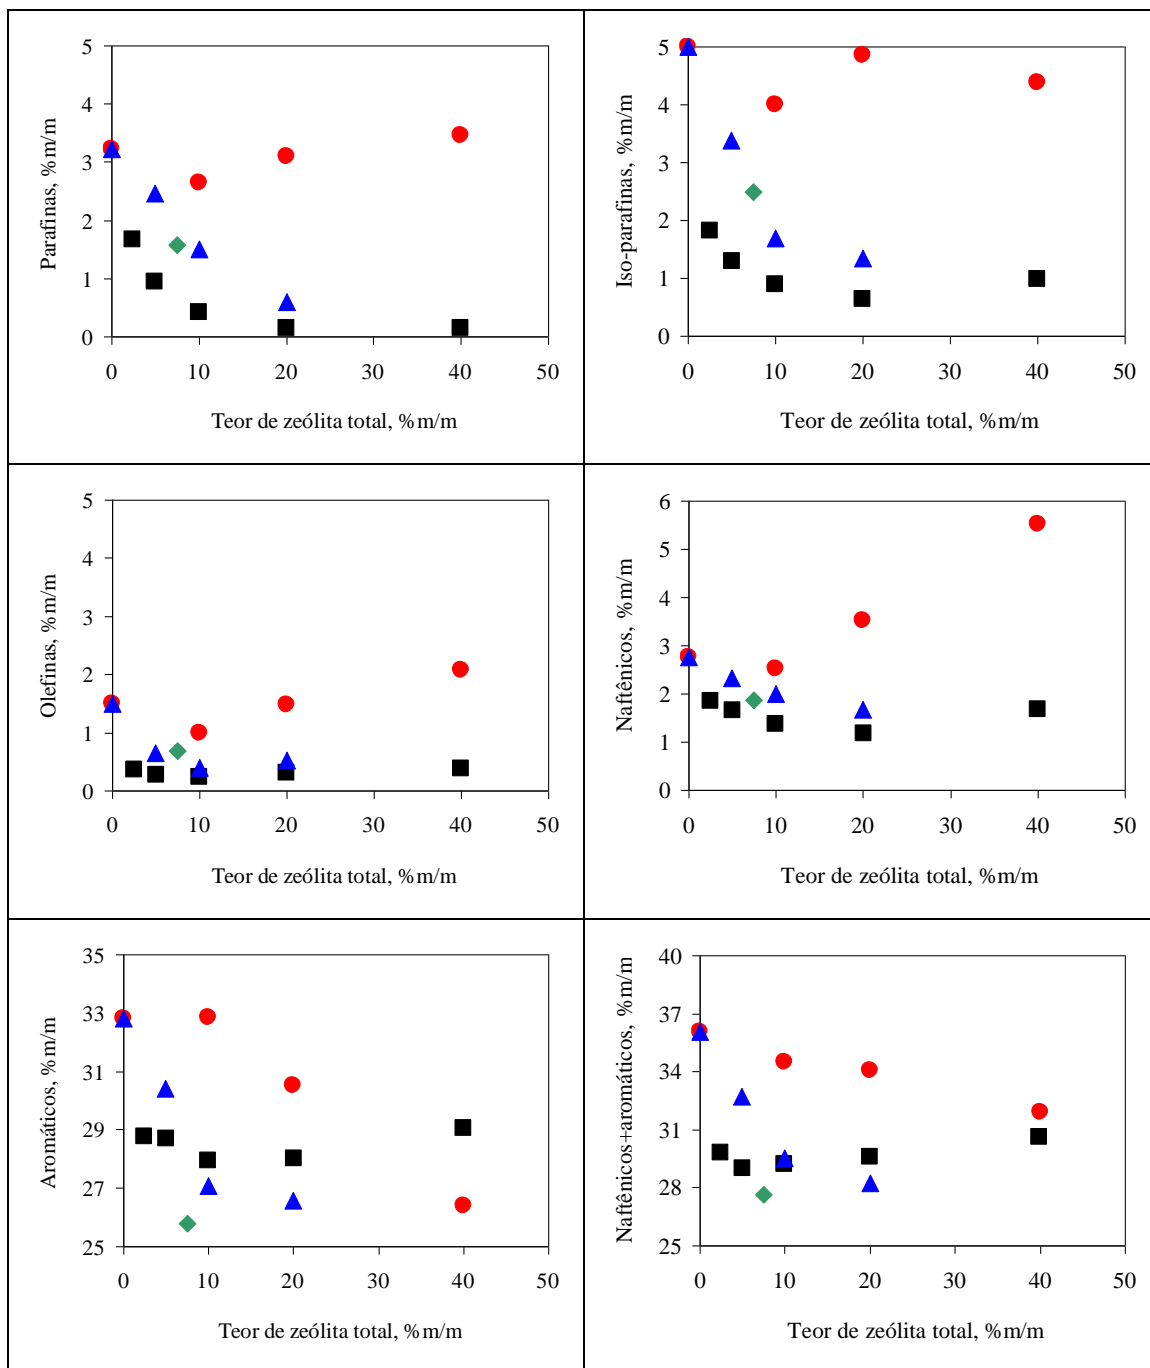 Parafinas, %m/m
5
4
3
2
1
0
0 10 20 30 40 50
Teor de zeólita total, %m/m
Iso-parafinas, %m/m
5
4
3
2
1
0
0 10 20 30 40 50
Teor de zeólita total, %m/m
Olefinas, %m/m
5
4
3
2
1
0
0 10 20 30 40 50
Teor de zeólita total, %m/m
Naftênicos, %m/m
6
5
4
3
2
1
0
0 10 20 30 40 50
Teor de zeólita total, %m/m
Aromáticos, %m/m
35
33
31
29
27
25
0 10 20 30 40 50
Teor de zeólita total, %m/m
Naftênicos+aromáticos, %m/m
40
37
34
31
28
25
0 10 20 30 40 50
Teor de zeólita total, %m/m